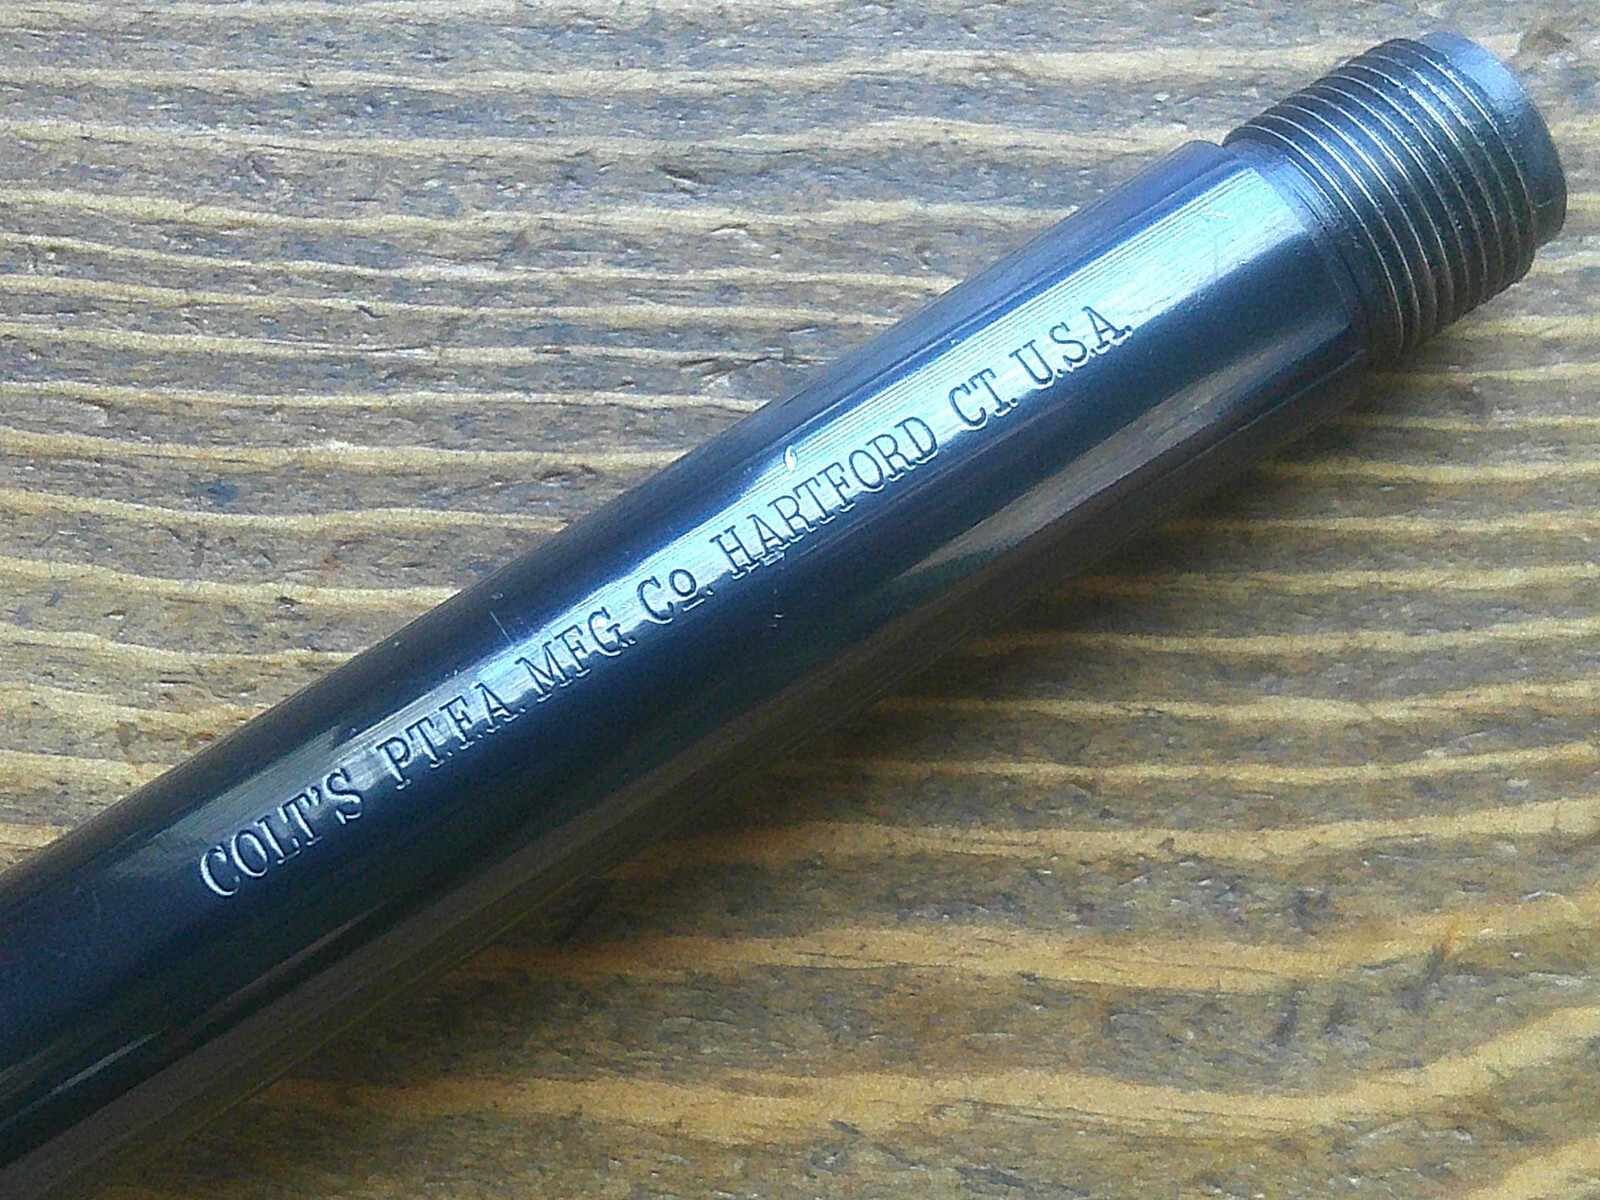 COLT'S PT.F.A. MFG. Co. HARTFORD CT. U.S.A.